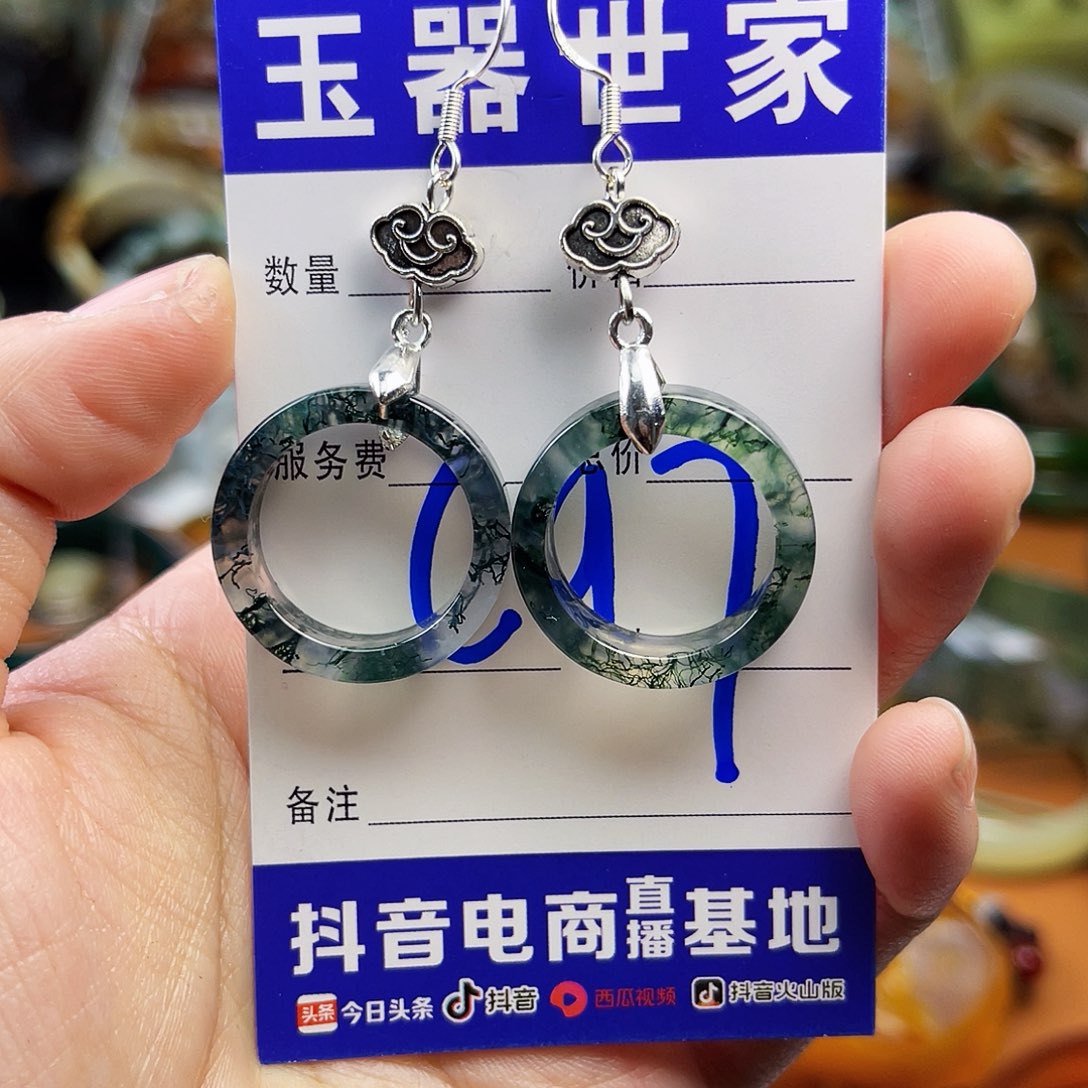 玉器世家
数量
服务费 价
备注
抖音电商直播基地
头条 今日头条 抖音 西瓜视频 抖音火山版